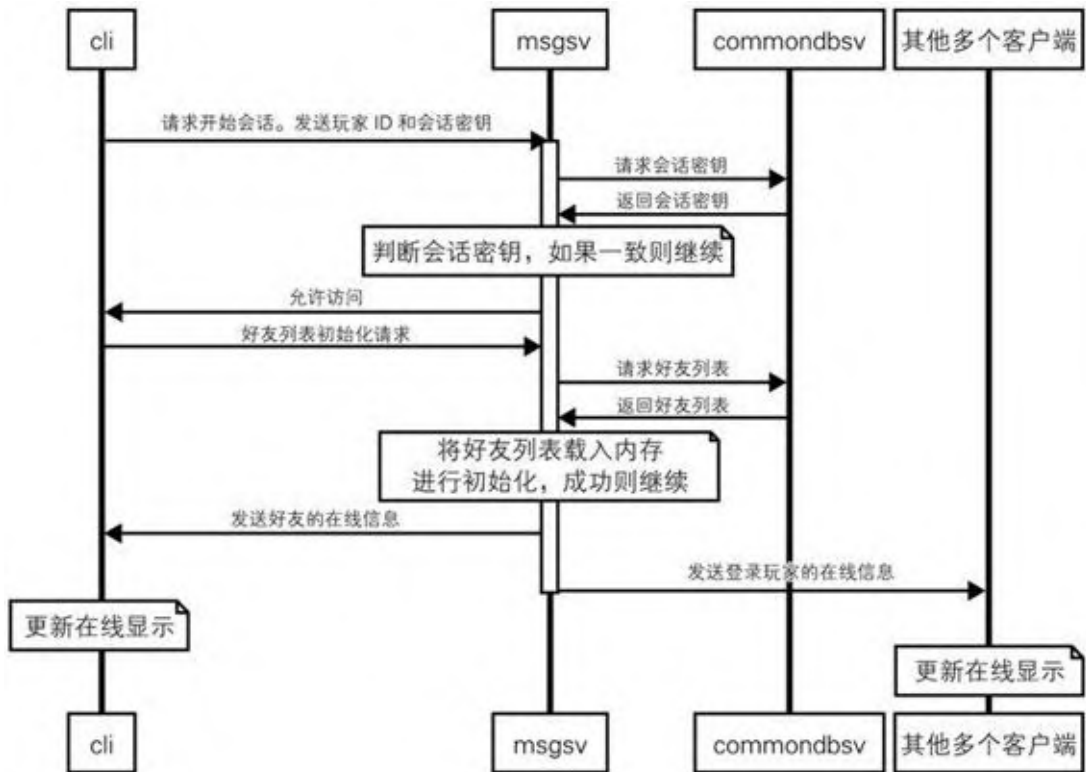 cli
msgsv
commondbsv
其他多个客户端
请求开始会话。发送玩家 ID 和会话密钥
请求会话密钥
返回会话密钥
判断会话密钥，如果一致则继续
允许访问
好友列表初始化请求
请求好友列表
返回好友列表
将好友列表载入内存
进行初始化，成功则继续
发送好友的在线信息
发送登录玩家的在线信息
更新在线显示
更新在线显示
cli
msgsv
commondbsv
其他多个客户端